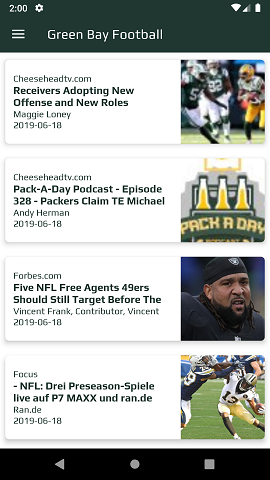 2:00
Green Bay Football
Cheeseheadtv.com
Receivers Adopting New
Offense and New Roles
Maggie Loney
2019-06-18
Cheeseheadtv.com
Pack-A-Day Podcast - Episode
328 - Packers Claim TE Michael
Andy Herman
2019-06-18
PACK A DAY
PODCAST
Forbes.com
Five NFL Free Agents 49ers
Should Still Target Before The
Vincent Frank, Contributor, Vincent
2019-06-18
Focus
- NFL: Drei Preseason-Spiele
live auf P7 MAXX und ran.de
Ran.de
2019-06-18